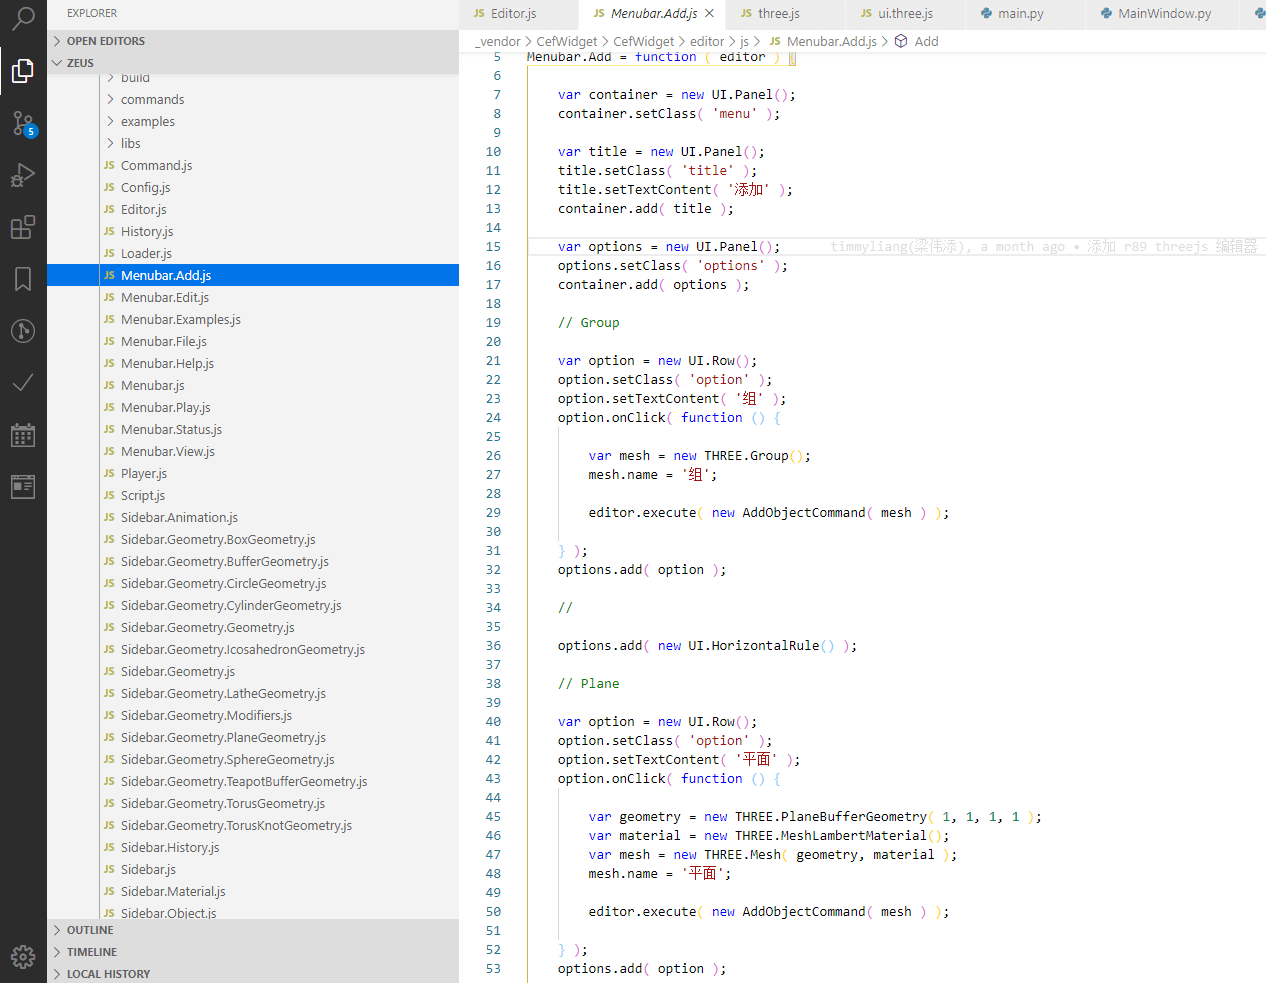 EXPLORER
OPEN EDITORS
ZEUS
build
commands
examples
libs
JS Command.js
JS Config.js
JS Editor.js
JS History.js
JS Loader.js
JS Menubar.Add.js
JS Menubar.Edit.js
JS Menubar.Examples.js
JS Menubar.File.js
JS Menubar.Help.js
JS Menubar.js
JS Menubar.Play.js
JS Menubar.Status.js
JS Menubar.View.js
JS Player.js
JS Script.js
JS Sidebar.Animation.js
JS Sidebar.Geometry.BoxGeometry.js
JS Sidebar.Geometry.BufferGeometry.js
JS Sidebar.Geometry.CircleGeometry.js
JS Sidebar.Geometry.CylinderGeometry.js
JS Sidebar.Geometry.Geometry.js
JS Sidebar.Geometry.IcosahedronGeometry.js
JS Sidebar.Geometry.js
JS Sidebar.Geometry.LatheGeometry.js
JS Sidebar.Geometry.Modifiers.js
JS Sidebar.Geometry.PlaneGeometry.js
JS Sidebar.Geometry.SphereGeometry.js
JS Sidebar.Geometry.TeapotBufferGeometry.js
JS Sidebar.Geometry.TorusGeometry.js
JS Sidebar.Geometry.TorusKnotGeometry.js
JS Sidebar.History.js
JS Sidebar.js
JS Sidebar.Material.js
JS Sidebar.Object.js
OUTLINE
TIMELINE
LOCAL HISTORY
5
JS Editor.js JS Menubar.Add.js JS three.js JS ui.three.js main.py MainWindow.py
_vendor > CefWidget > CefWidget > editor > js > JS Menubar.Add.js > Add
5 Menubar.Add = function ( editor ) {
6
7 var container = new UI.Panel();
8 container.setClass( 'menu' );
9
10 var title = new UI.Panel();
11 title.setClass( 'title' );
12 title.setTextContent( '添加' );
13 container.add( title );
14
15 var options = new UI.Panel(); timmyliang(梁伟添), a month ago • 添加 r89 threejs 编辑器
16 options.setClass( 'options' );
17 container.add( options );
18
19 // Group
20
21 var option = new UI.Row();
22 option.setClass( 'option' );
23 option.setTextContent( '组' );
24 option.onClick( function () {
25
26 var mesh = new THREE.Group();
27 mesh.name = '组';
28
29 editor.execute( new AddObjectCommand( mesh ) );
30
31 } );
32 options.add( option );
33
34 //
35
36 options.add( new UI.HorizontalRule() );
37
38 // Plane
39
40 var option = new UI.Row();
41 option.setClass( 'option' );
42 option.setTextContent( '平面' );
43 option.onClick( function () {
44
45 var geometry = new THREE.PlaneBufferGeometry( 1, 1, 1, 1 );
46 var material = new THREE.MeshLambertMaterial();
47 var mesh = new THREE.Mesh( geometry, material );
48 mesh.name = '平面';
49
50 editor.execute( new AddObjectCommand( mesh ) );
51
52 } );
53 options.add( option );